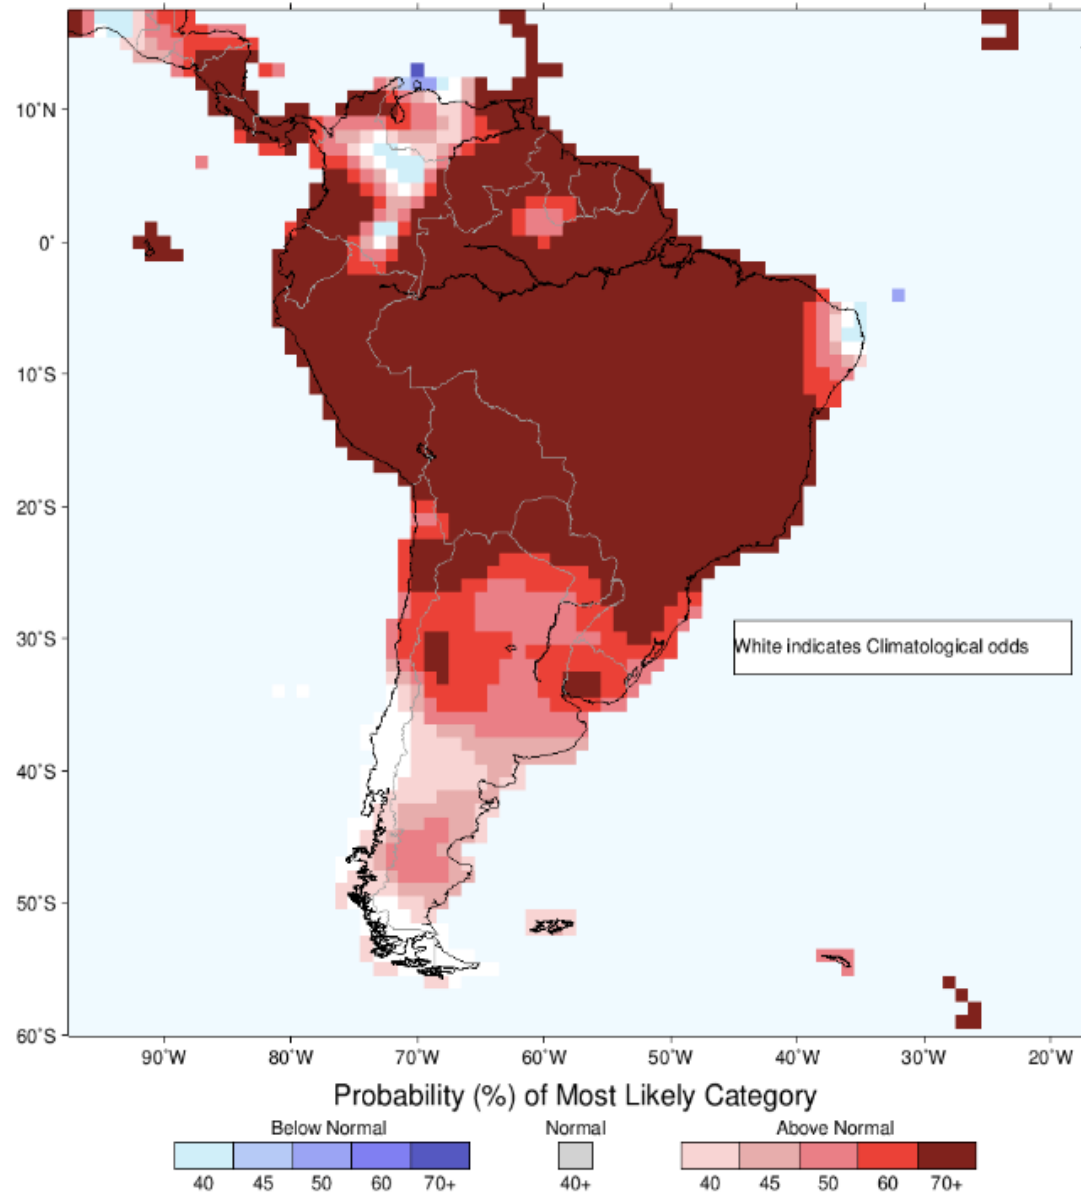 10˚N
0˚
10˚S
20˚S
30˚S
White indicates Climatological odds
40˚S
50˚S
60˚S
90˚W 80˚W 70˚W 60˚W 50˚W 40˚W 30˚W 20˚W
Probability (%) of Most Likely Category
Below Normal Normal Above Normal
40 45 50 60 70+ 40+ 40 45 50 60 70+